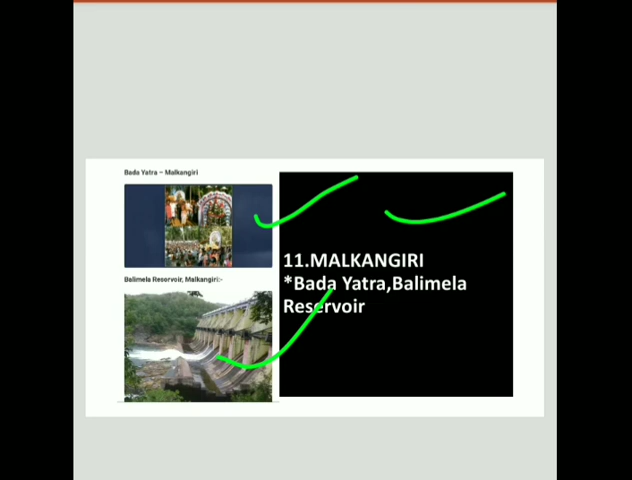 Bada Yatra – Malkangiri
Balimela Reservoir, Malkangiri:-
11.MALKANGIRI
*Bada Yatra,Balimela
Reservoir